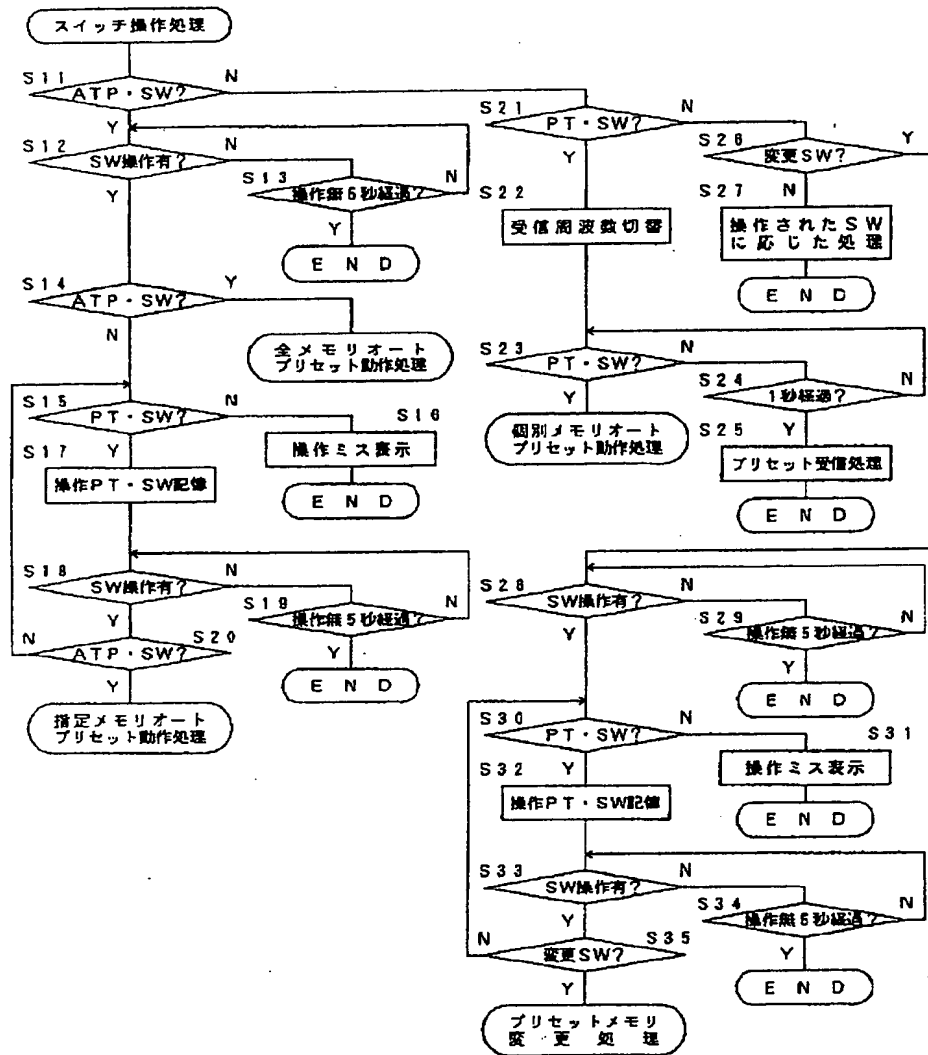 スイッチ操作処理
S11
ATP・SW?
N
Y
S12
SW操作有?
N
Y
S13
操作無5秒経過?
N
Y
END
S14
ATP・SW?
Y
N
全メモリオート
プリセット動作処理
S15
PT・SW?
N
Y
S16
操作ミス表示
END
S17
操作PT・SW記憶
S18
SW操作有?
N
Y
S19
操作無5秒経過?
N
Y
END
S20
ATP・SW?
N
Y
指定メモリオート
プリセット動作処理
S21
PT・SW?
N
Y
S22
受信周波数切替
S26
変更SW?
Y
N
S27
操作されたSW
に応じた処理
END
S23
PT・SW?
N
Y
個別メモリオート
プリセット動作処理
S24
1秒経過?
N
Y
S25
プリセット受信処理
END
S28
SW操作有?
N
Y
S29
操作無5秒経過?
N
Y
END
S30
PT・SW?
N
Y
S31
操作ミス表示
END
S32
操作PT・SW記憶
S33
SW操作有?
N
Y
S34
操作無5秒経過?
N
Y
END
S35
変更SW?
N
Y
プリセットメモリ
変更処理